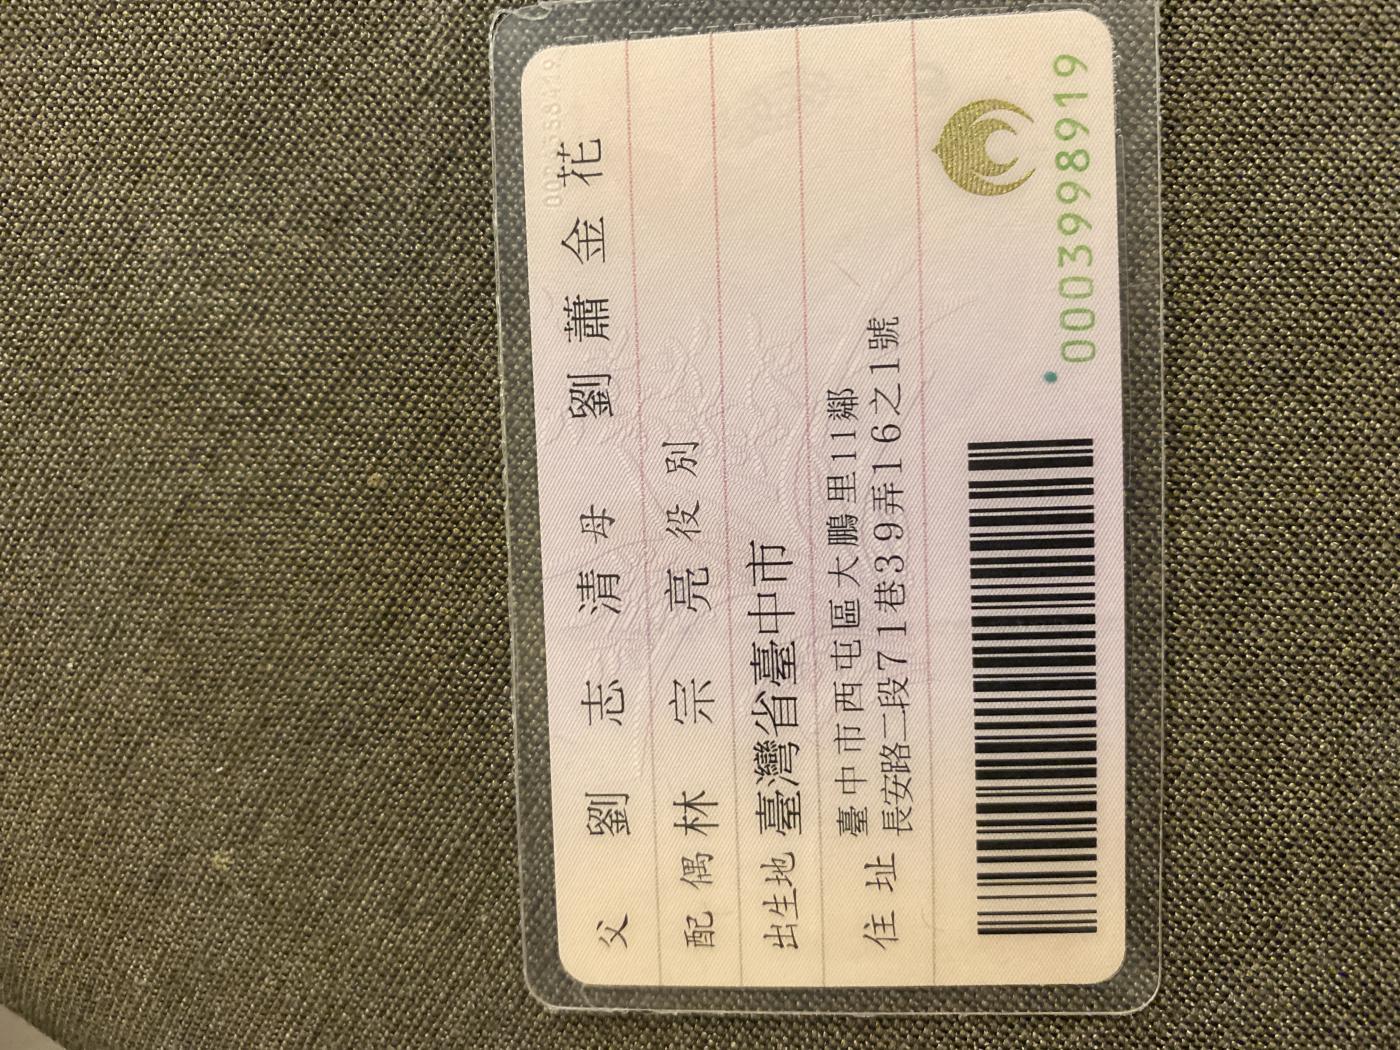 父 劉志清 母 劉蕭金花
配偶 林宗亮 役別
出生地 臺灣省臺中市
住址 臺中市西屯區大鵬里11鄰
長安路二段71巷39弄16之1號
0003998919